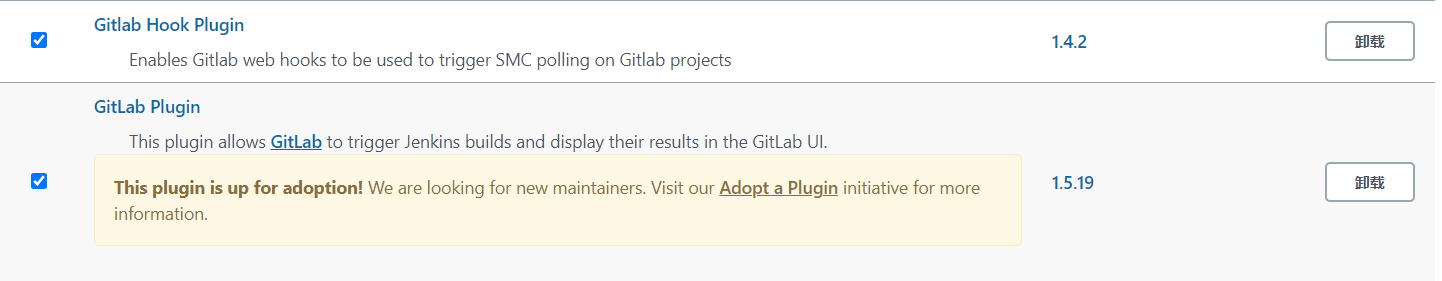 Gitlab Hook Plugin
Enables Gitlab web hooks to be used to trigger SMC polling on Gitlab projects
1.4.2
卸载
GitLab Plugin
This plugin allows GitLab to trigger Jenkins builds and display their results in the GitLab UI.
This plugin is up for adoption! We are looking for new maintainers. Visit our Adopt a Plugin initiative for more
information.
1.5.19
卸载